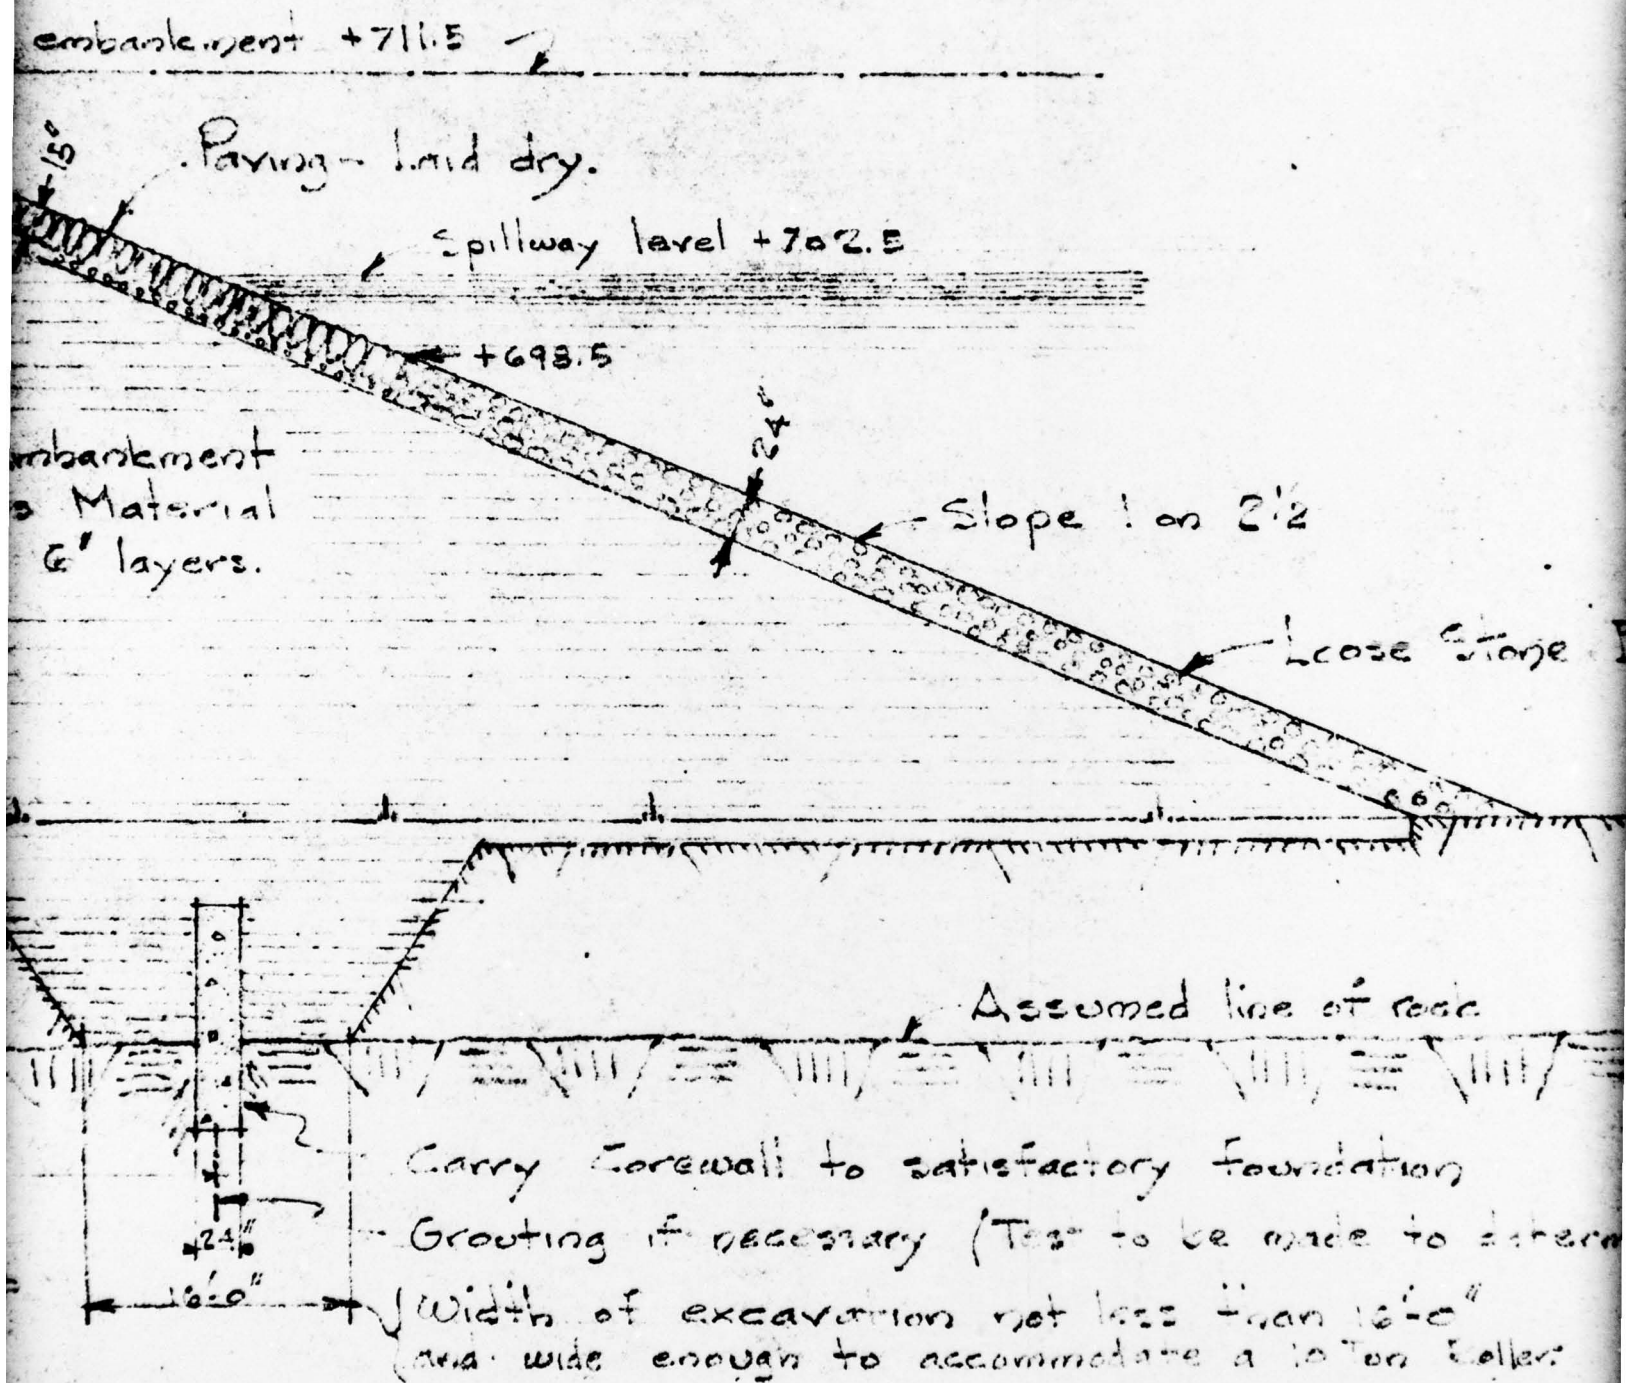 embankment +711.5
18"
Paving - Laid dry.
Spillway level +702.5
+698.5
24"
mbankment
s Material
6" layers.
Slope 1 on 2½
Loose Stone
Assumed line of rock
Carry Corewall to satisfactory foundation
24"
Grouting if necessary (Test to be made to determ
16'-0"
Width of excavation not less than 16'-0"
and wide enough to accommodate a 10 Ton Roller.